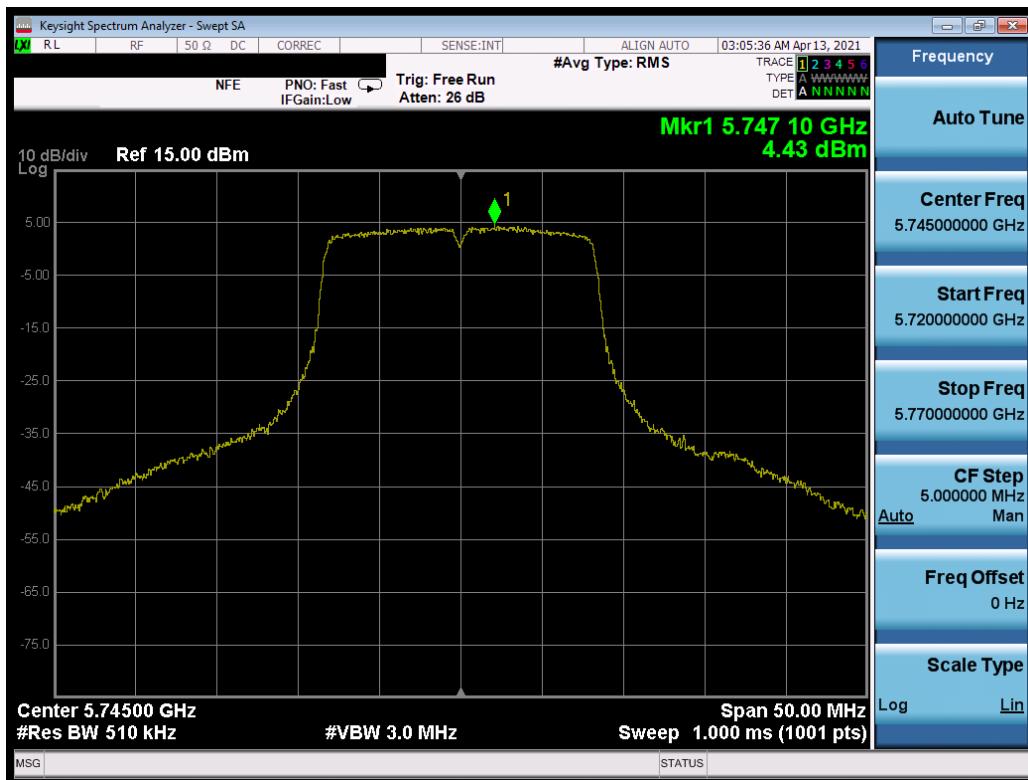 Keysight Spectrum Analyzer - Swept SA
LXI RL RF 50 Ω DC CORREC SENSE:INT ALIGN AUTO 03:05:36 AM Apr 13, 2021
#Avg Type: RMS
TRACE 1 2 3 4 5 6
TYPE A WWWWW
DET A N N N N N
NFE
PNO: Fast
IFGain:Low
Trig: Free Run
Atten: 26 dB
Mkr1 5.747 10 GHz
4.43 dBm
10 dB/div Ref 15.00 dBm
Log
1
5.00
-5.00
-15.0
-25.0
-35.0
-45.0
-55.0
-65.0
-75.0
Center 5.74500 GHz
Span 50.00 MHz
#Res BW 510 kHz
#VBW 3.0 MHz
Sweep 1.000 ms (1001 pts)
MSG
STATUS
Frequency
Auto Tune
Center Freq
5.745000000 GHz
Start Freq
5.720000000 GHz
Stop Freq
5.770000000 GHz
CF Step
5.000000 MHz
Auto Man
Freq Offset
0 Hz
Scale Type
Log Lin